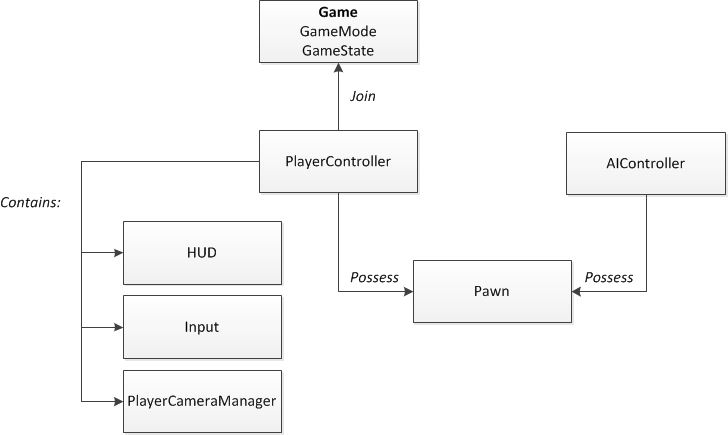 Game
GameMode
GameState
Join
PlayerController
AIController
Contains:
HUD
Possess
Possess
Pawn
Input
PlayerCameraManager